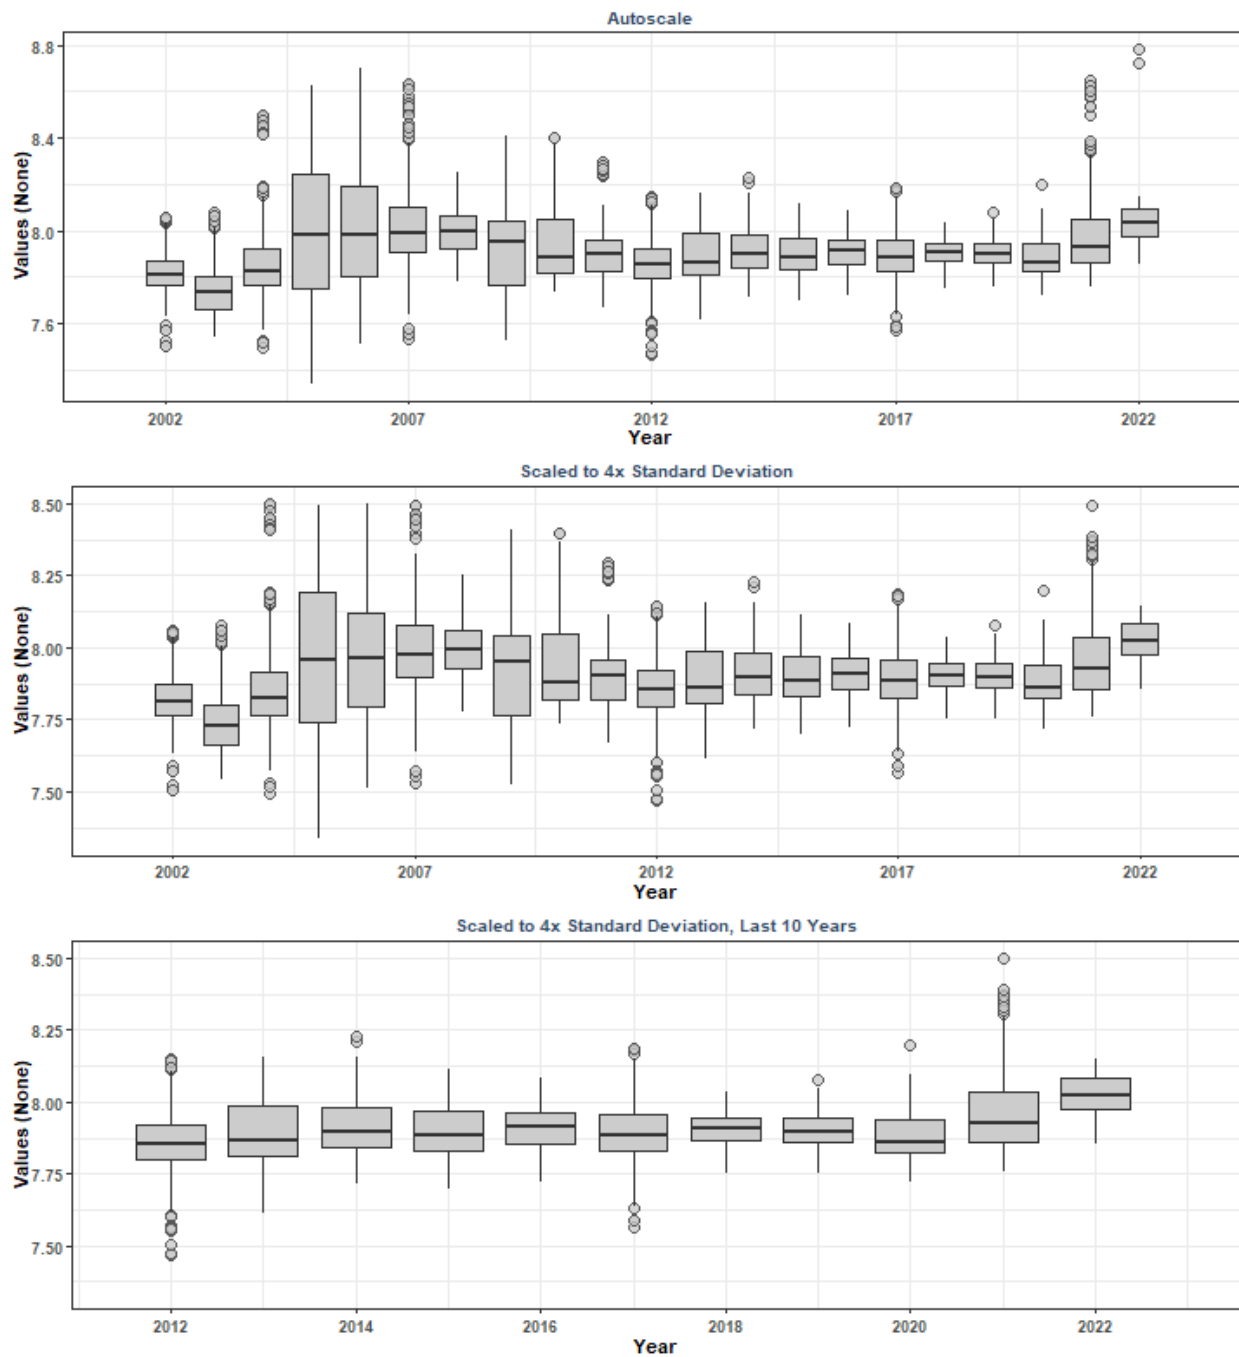 Autoscale
Values (None)
8.8
8.4
8.0
7.6
2002 2007 2012 2017 2022
Year
Scaled to 4x Standard Deviation
Values (None)
8.50
8.25
8.00
7.75
7.50
2002 2007 2012 2017 2022
Year
Scaled to 4x Standard Deviation, Last 10 Years
Values (None)
8.50
8.25
8.00
7.75
7.50
2012 2014 2016 2018 2020 2022
Year